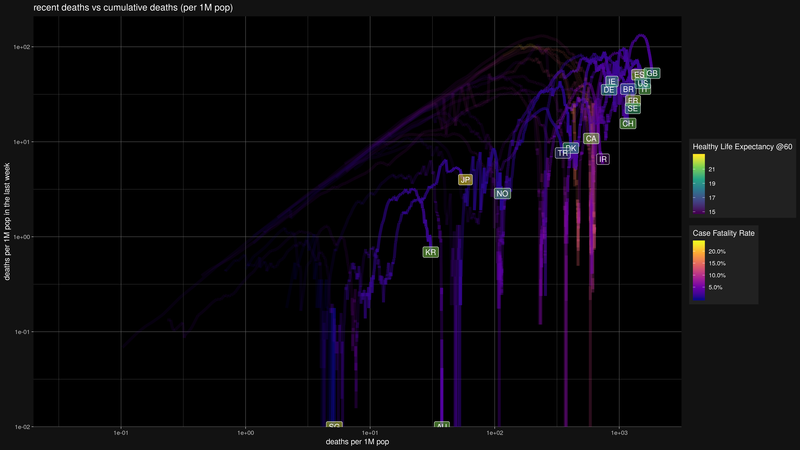 recent deaths vs cumulative deaths (per 1M pop)
deaths per 1M pop in the last week
1e+02
1e+01
1e+00
1e-01
1e-02
1e-01
1e+00
1e+01
1e+02
1e+03
deaths per 1M pop
ES
GB
IE
US
DE
BR
IT
FR
SE
CH
CA
DK
TR
IR
JP
NO
KR
SG
AU
Healthy Life Expectancy @60
21
19
17
15
Case Fatality Rate
20.0%
15.0%
10.0%
5.0%